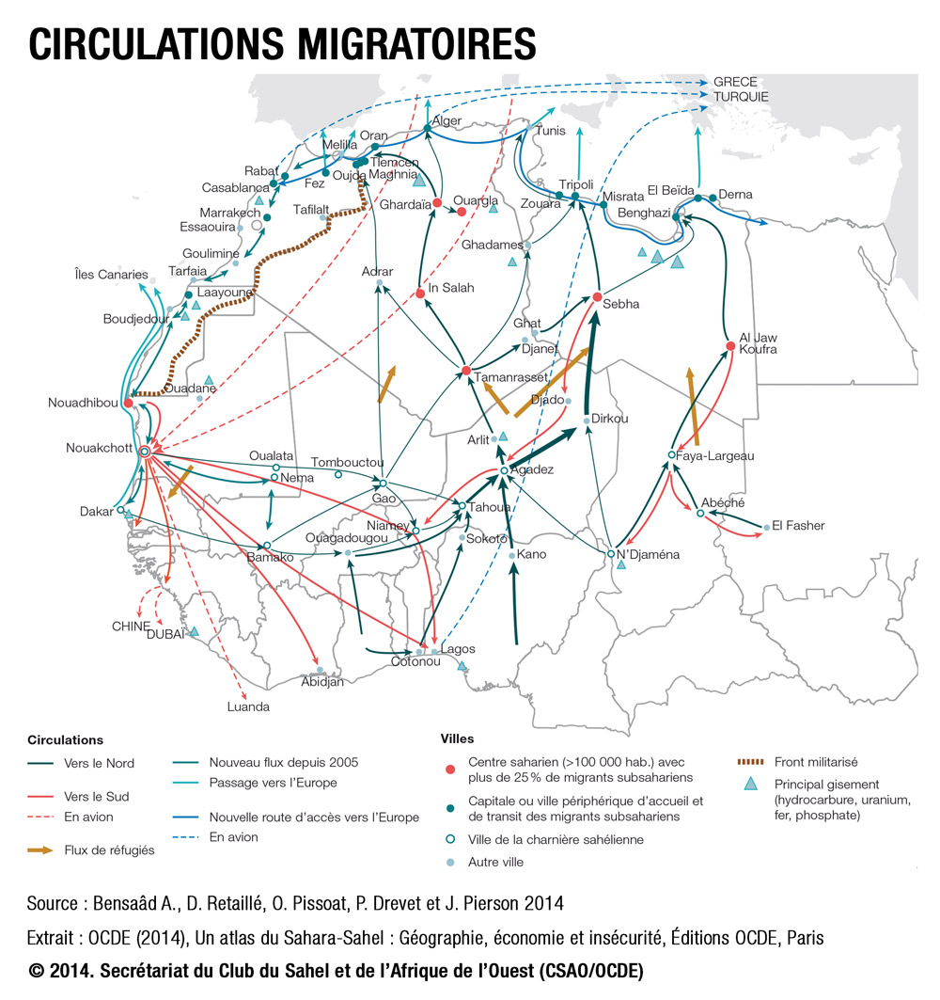 CIRCULATIONS MIGRATOIRES
GRECE
TURQUIE
Alger
Tunis
Oran
Melilla
Tlemcen
Rabat
Oujda
Maghnia
Fez
Casablanca
Tripoli
El Beïda
Derna
Ghardaïa
Ouargla
Zouara
Misrata
Marrakech
Tafilalt
Benghazi
Essaouira
Ghadames
Goulimine
Tarfaia
Adrar
Îles Canaries
In Salah
Laayoune
Sebha
Boudjedour
Ghat
Al Jaw
Koufra
Djanet
Tamanrasset
Ouadane
Nouadhibou
Djado
Dirkou
Arlit
Nouakchott
Oualata
Tombouctou
Faya-Largeau
Agadez
Nema
Gao
Abéché
Dakar
Tahoua
Niamey
El Fasher
Ouagadougou
Sokoto
Bamako
Kano
N'Djaména
CHINE
DUBAÏ
Lagos
Cotonou
Abidjan
Luanda
Circulations
Vers le Nord
Vers le Sud
En avion
Flux de réfugiés
Nouveau flux depuis 2005
Passage vers l'Europe
Nouvelle route d'accès vers l'Europe
En avion
Villes
Centre saharien (>100 000 hab.) avec
plus de 25 % de migrants subsahariens
Capitale ou ville périphérique d'accueil et
de transit des migrants subsahariens
Ville de la charnière sahélienne
Autre ville
Front militarisé
Principal gisement
(hydrocarbure, uranium,
fer, phosphate)
Source : Bensaâd A., D. Retaillé, O. Pissoat, P. Drevet et J. Pierson 2014
Extrait : OCDE (2014), Un atlas du Sahara-Sahel : Géographie, économie et insécurité, Éditions OCDE, Paris
© 2014. Secrétariat du Club du Sahel et de l'Afrique de l'Ouest (CSAO/OCDE)